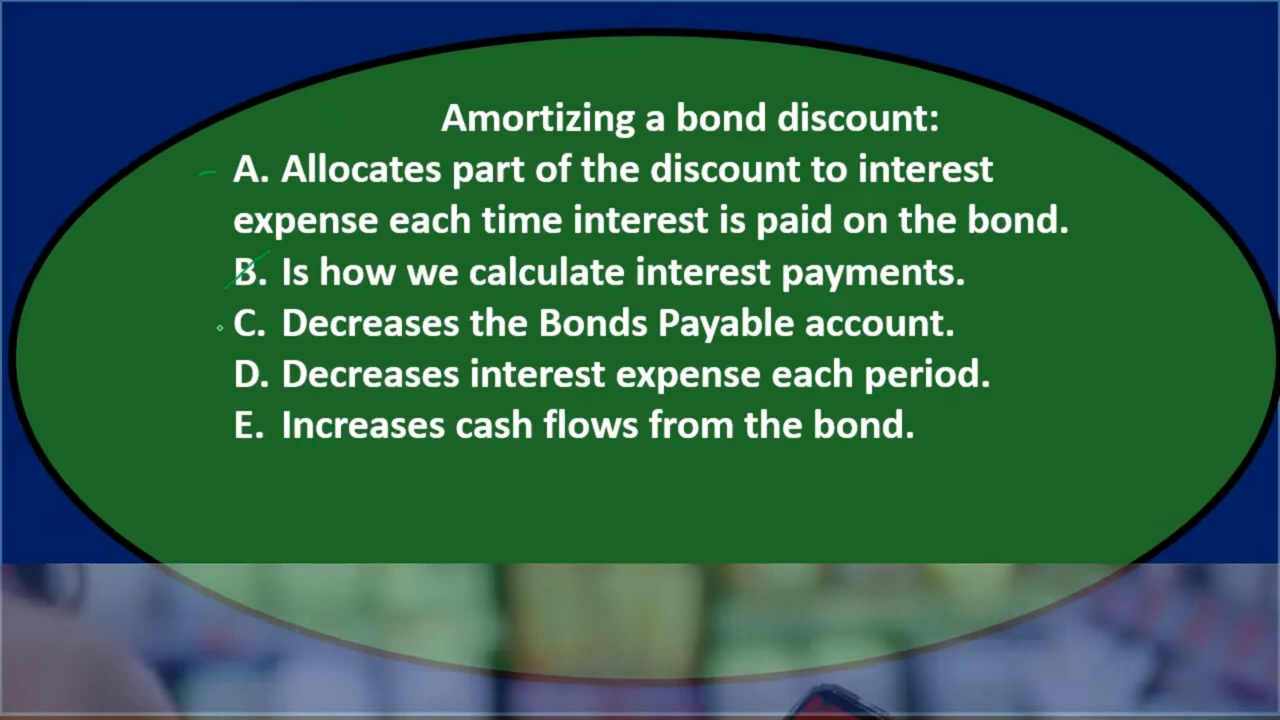 Amortizing a bond discount:
A. Allocates part of the discount to interest
expense each time interest is paid on the bond.
B. Is how we calculate interest payments.
C. Decreases the Bonds Payable account.
D. Decreases interest expense each period.
E. Increases cash flows from the bond.